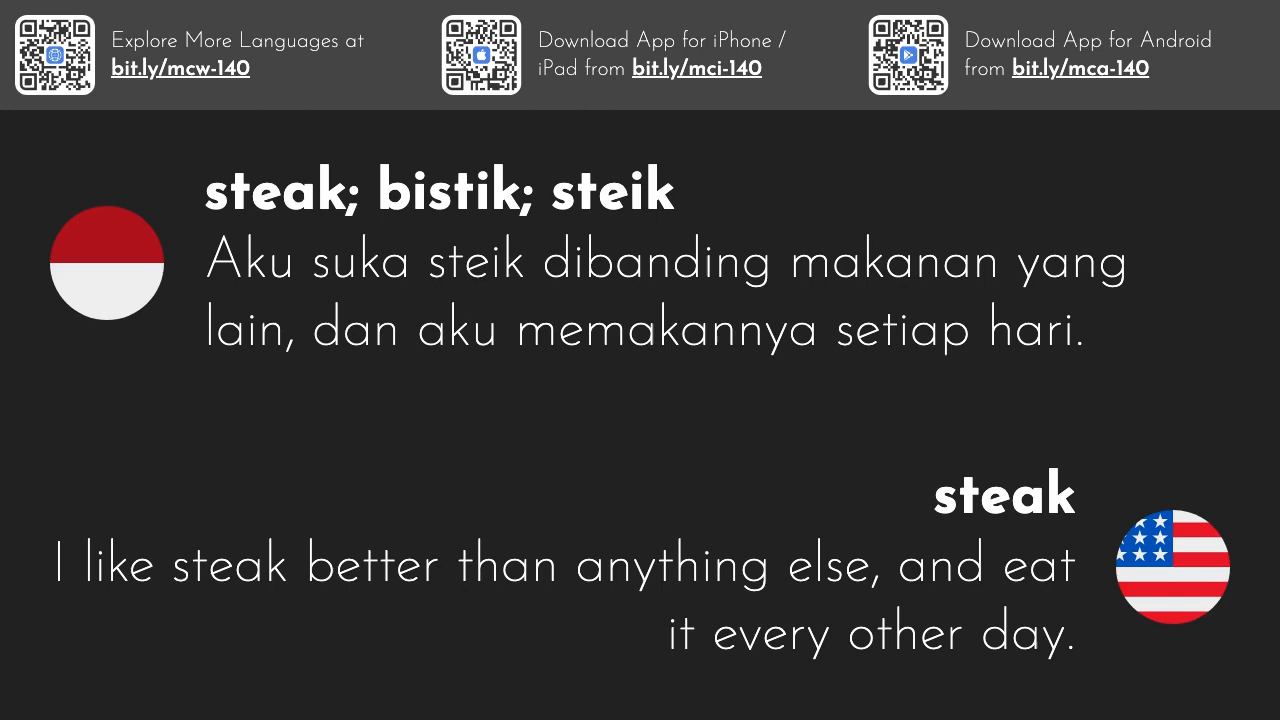 Explore More Languages at
bit.ly/mcw-140
Download App for iPhone /
iPad from bit.ly/mci-140
Download App for Android
from bit.ly/mca-140
steak; bistik; steik
Aku suka steik dibanding makanan yang
lain, dan aku memakannya setiap hari.
steak
I like steak better than anything else, and eat
it every other day.